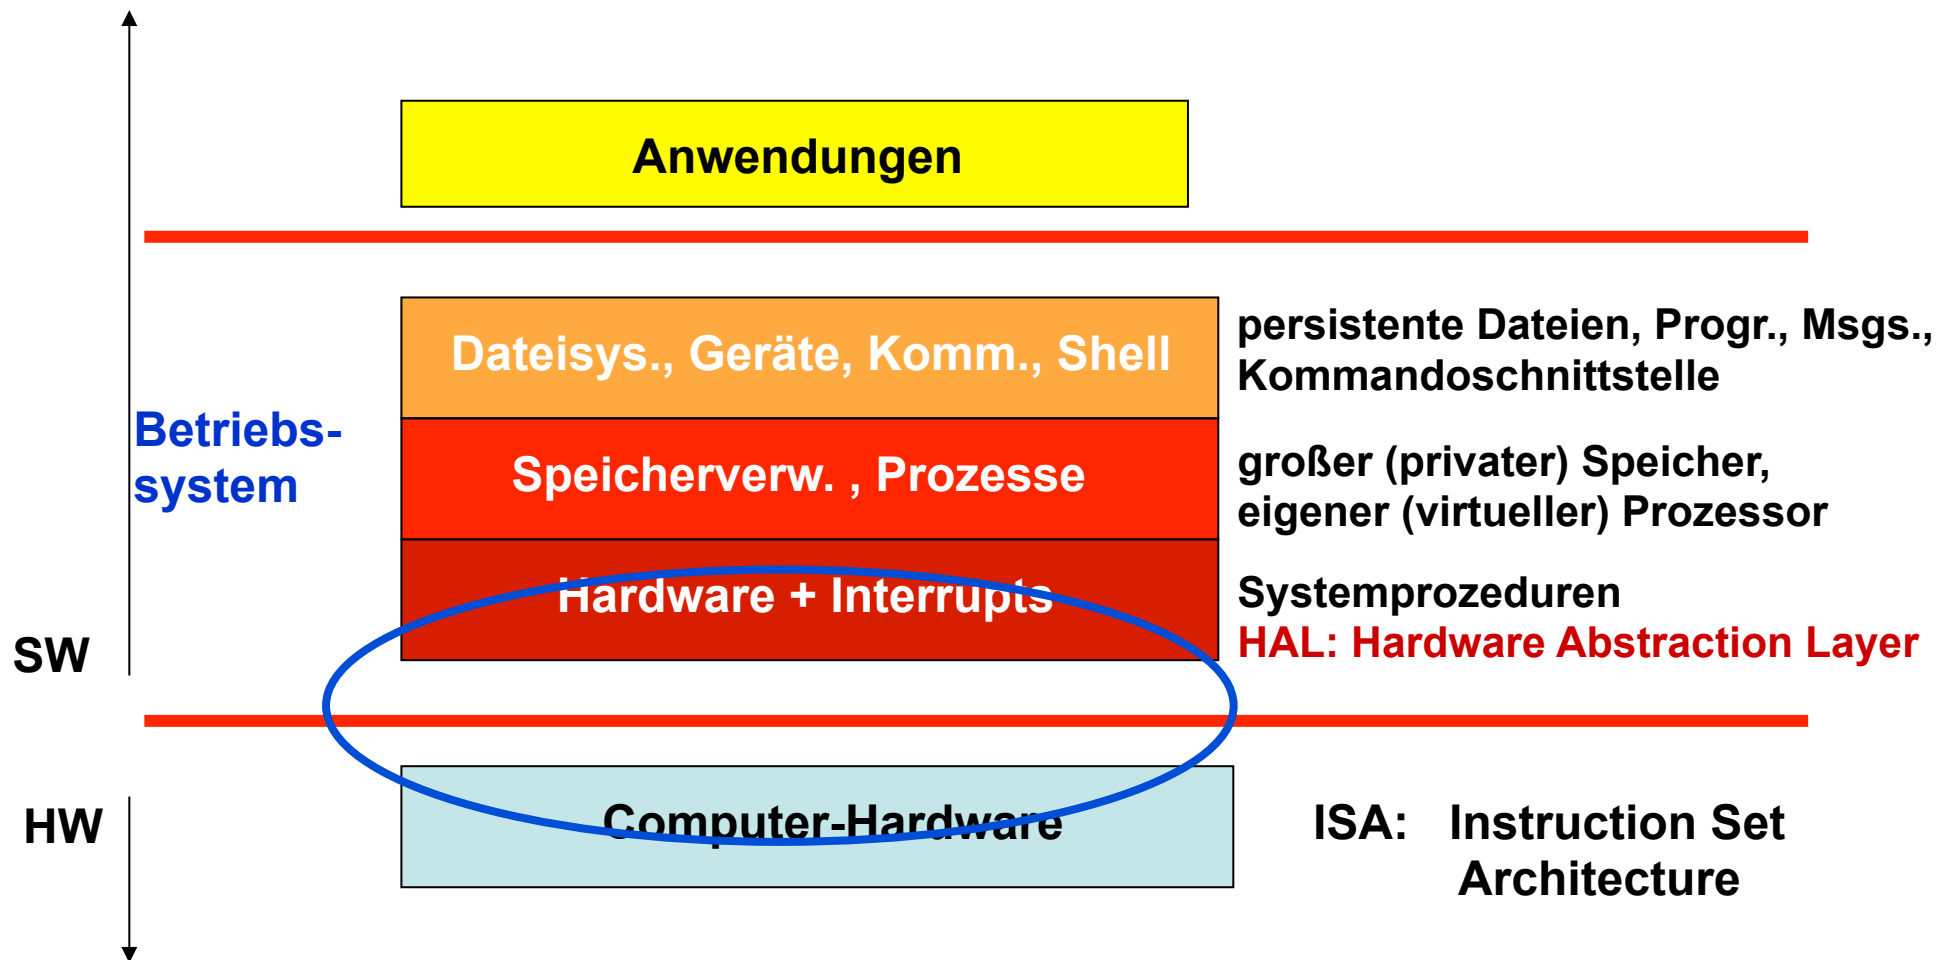 Anwendungen
Dateisys., Geräte, Komm., Shell
persistente Dateien, Progr., Msgs.,
Kommandoschnittstelle
Betriebs-
system
Speicherverw. , Prozesse
großer (privater) Speicher,
eigener (virtueller) Prozessor
Hardware + Interrupts
Systemprozeduren
HAL: Hardware Abstraction Layer
SW
HW
Computer-Hardware
ISA: Instruction Set
Architecture